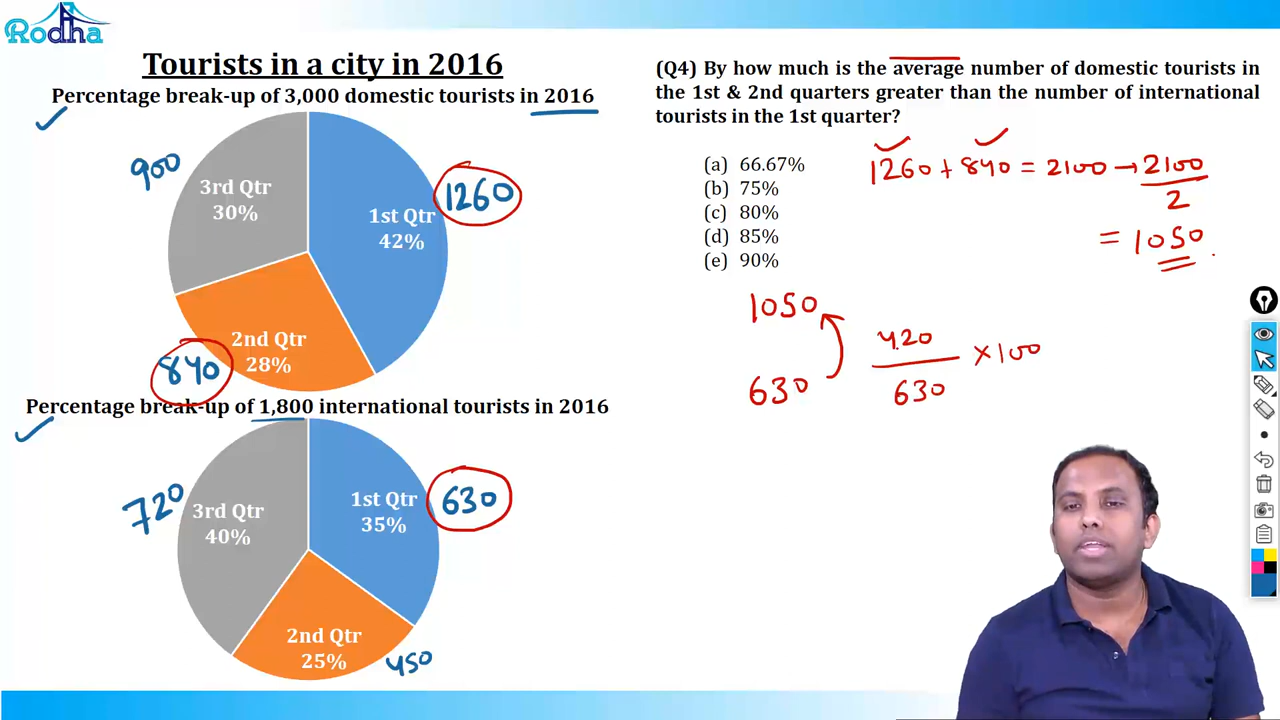 Rodha
Tourists in a city in 2016
Percentage break-up of 3,000 domestic tourists in 2016
900
3rd Qtr
30%
1st Qtr
42%
1260
2nd Qtr
28%
840
Percentage break-up of 1,800 international tourists in 2016
720
3rd Qtr
40%
1st Qtr
35%
630
2nd Qtr
25%
450
(Q4) By how much is the average number of domestic tourists in
the 1st & 2nd quarters greater than the number of international
tourists in the 1st quarter?
(a) 66.67%
(b) 75%
(c) 80%
(d) 85%
(e) 90%
1260 + 840 = 2100 → 2100
2
= 1050
1050
630
420
630
×100